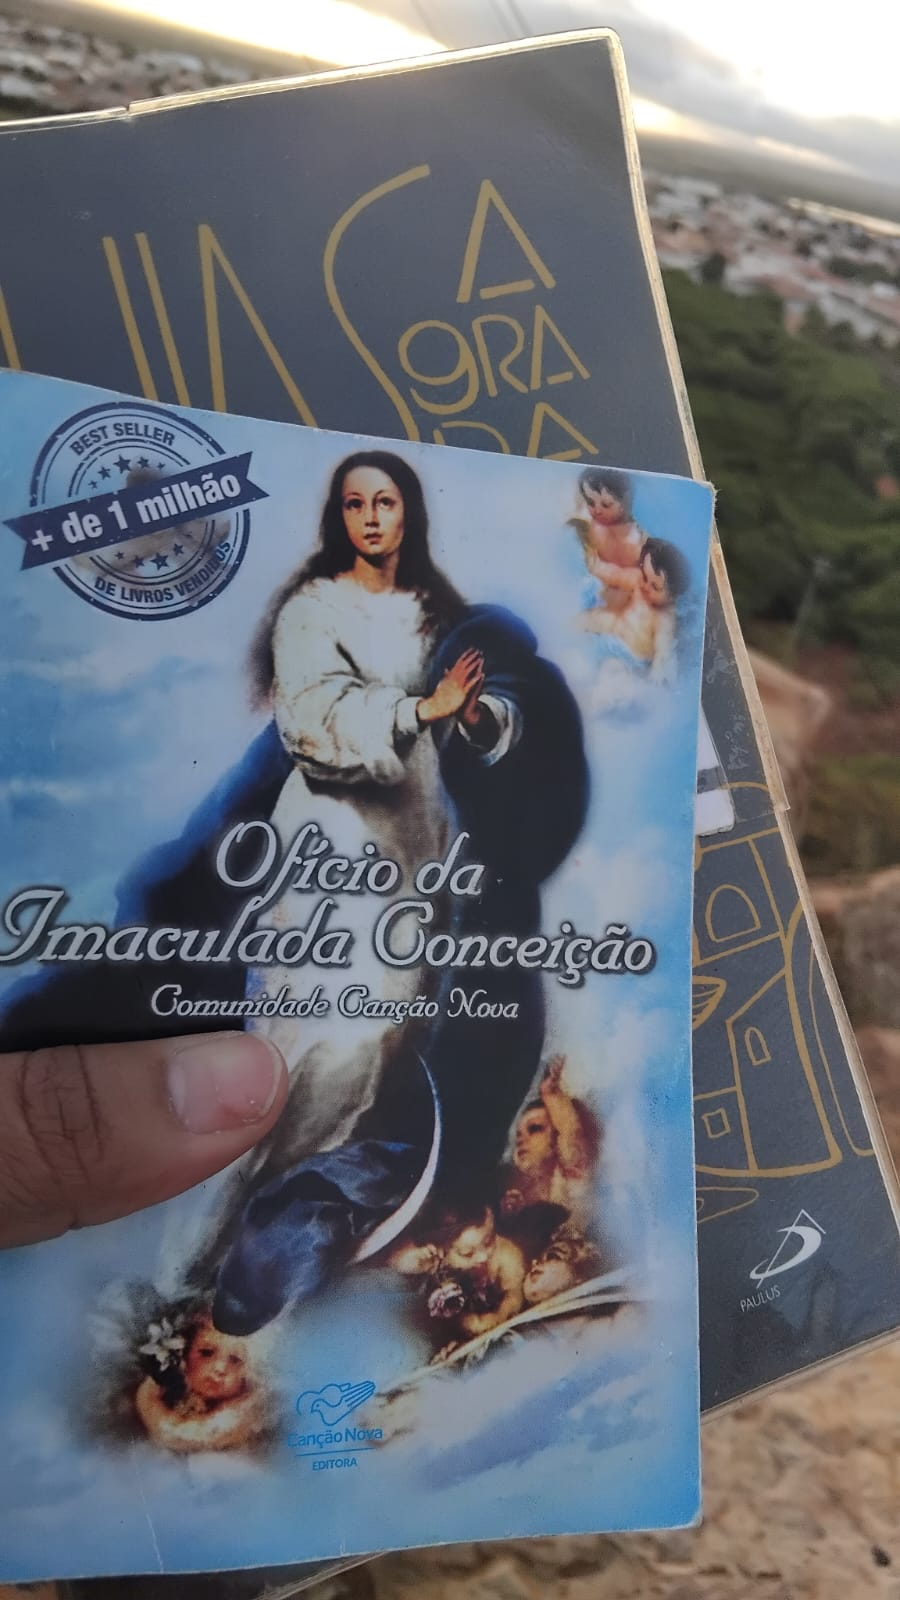 SAGRADA
BEST SELLER
+ de 1 milhão
DE LIVROS VENDIDOS
Ofício da
Imaculada Conceição
Comunidade Canção Nova
PAULUS
Canção Nova
EDITORA